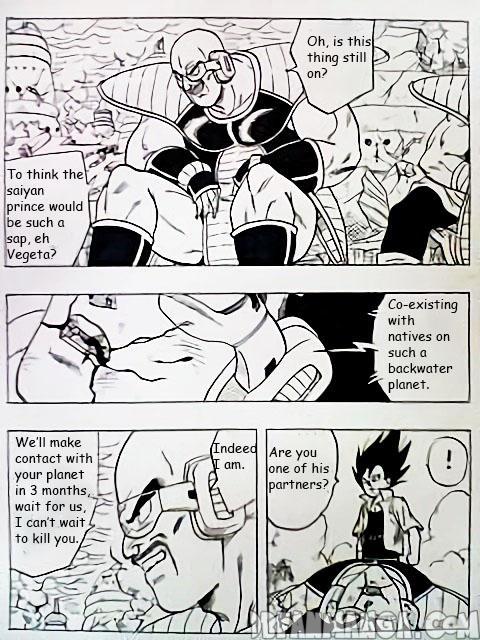 Oh, is this
thing still
on?
To think the
saiyan
prince would
be such a
sap, eh
Vegeta?
Co-existing
with
natives on
such a
backwater
planet.
We'll make
contact with
your planet
in 3 months,
wait for us,
I can't wait
to kill you.
Indeed
I am.
Are you
one of his
partners?
!